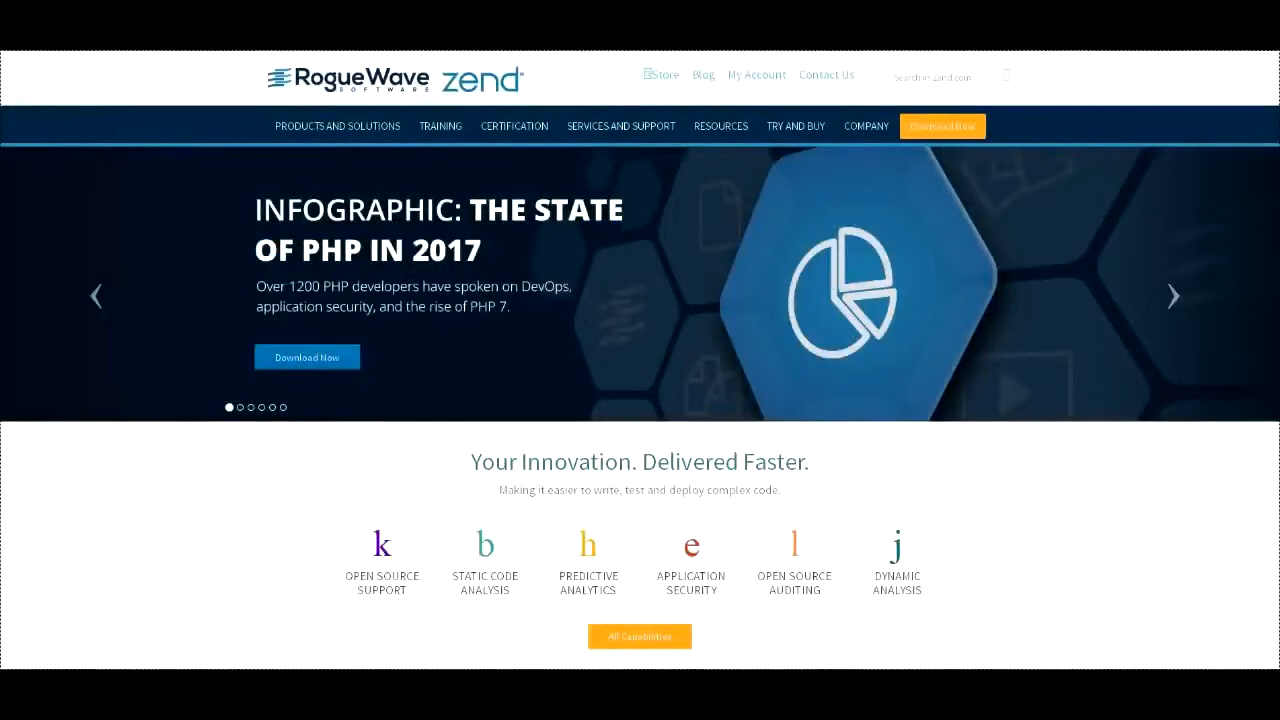 RogueWave SOFTWARE zend
Store Blog My Account Contact Us Search in Zend.com
PRODUCTS AND SOLUTIONS TRAINING CERTIFICATION SERVICES AND SUPPORT RESOURCES TRY AND BUY COMPANY Download Now
INFOGRAPHIC: THE STATE
OF PHP IN 2017
Over 1200 PHP developers have spoken on DevOps,
application security, and the rise of PHP 7.
Download Now
Your Innovation. Delivered Faster.
Making it easier to write, test and deploy complex code.
k b h e l j
OPEN SOURCE STATIC CODE PREDICTIVE APPLICATION OPEN SOURCE DYNAMIC
SUPPORT ANALYSIS ANALYTICS SECURITY AUDITING ANALYSIS
All Capabilities